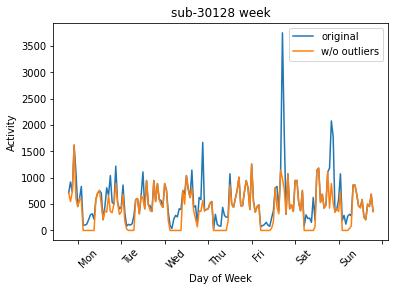 sub-30128 week
original
w/o outliers
3500
3000
2500
2000
1500
1000
500
0
Activity
Mon
Tue
Wed
Thu
Fri
Sat
Sun
Day of Week